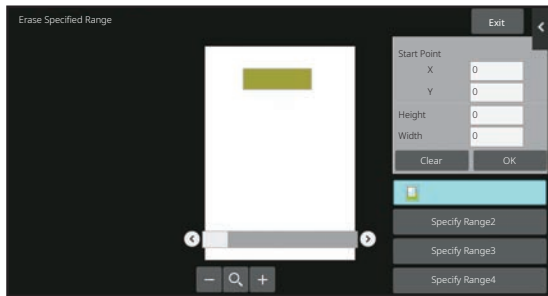 Erase Specified Range
Exit
Start Point
X 0
Y 0
Height 0
Width 0
Clear OK
Specify Range2
Specify Range3
Specify Range4